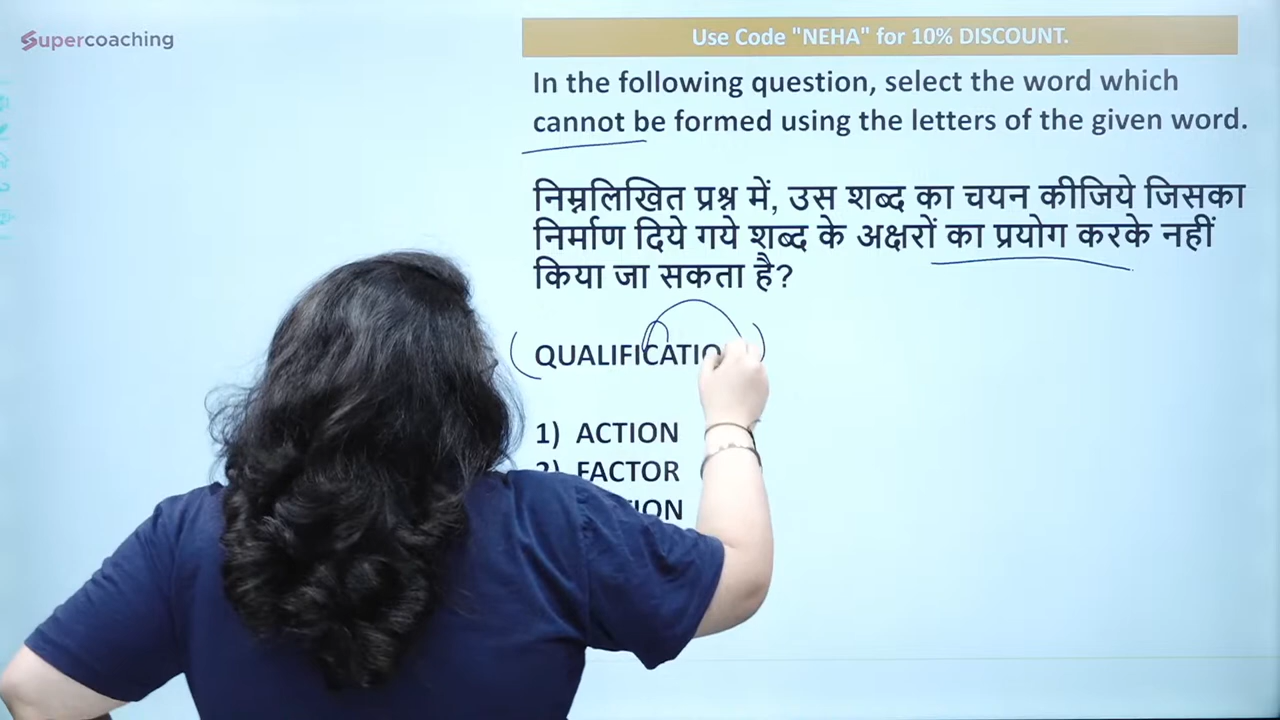 Supercoaching
Use Code "NEHA" for 10% DISCOUNT.
In the following question, select the word which
cannot be formed using the letters of the given word.
निम्नलिखित प्रश्न में, उस शब्द का चयन कीजिये जिसका
निर्माण दिये गये शब्द के अक्षरों का प्रयोग करके नहीं
किया जा सकता है?
QUALIFICATIO
1) ACTION
2) FACTOR
ION